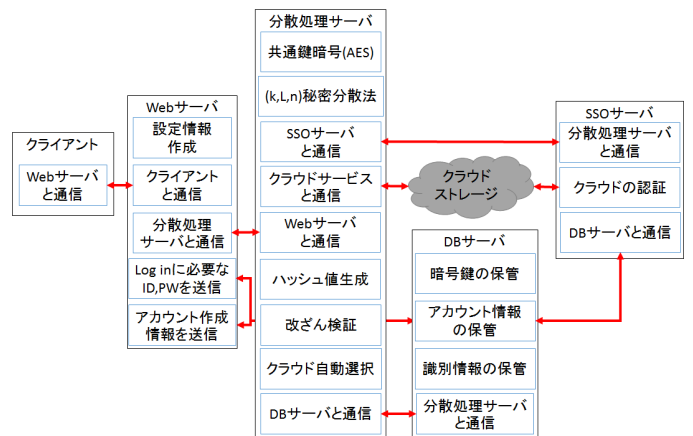 クライアント
Webサーバ
と通信
Webサーバ
設定情報
作成
クライアント
と通信
分散処理
サーバと通信
Log inに必要な
ID,PWを送信
アカウント作成
情報を送信
分散処理サーバ
共通鍵暗号(AES)
(k,L,n)秘密分散法
SSOサーバ
と通信
クラウドサービス
と通信
Webサーバ
と通信
ハッシュ値生成
改ざん検証
クラウド自動選択
DBサーバと通信
クラウド
ストレージ
DBサーバ
暗号鍵の保管
アカウント情報
の保管
識別情報の保管
分散処理サーバ
と通信
SSOサーバ
分散処理サーバ
と通信
クラウドの認証
DBサーバと通信